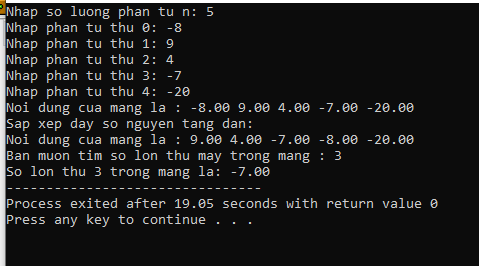 Nhap so luong phan tu n: 5
Nhap phan tu thu 0: -8
Nhap phan tu thu 1: 9
Nhap phan tu thu 2: 4
Nhap phan tu thu 3: -7
Nhap phan tu thu 4: -20
Noi dung cua mang la : -8.00 9.00 4.00 -7.00 -20.00
Sap xep day so nguyen tang dan:
Noi dung cua mang la : 9.00 4.00 -7.00 -8.00 -20.00
Ban muon tim so lon thu may trong mang : 3
So lon thu 3 trong mang la: -7.00
--------------------------------
Process exited after 19.05 seconds with return value 0
Press any key to continue . . .